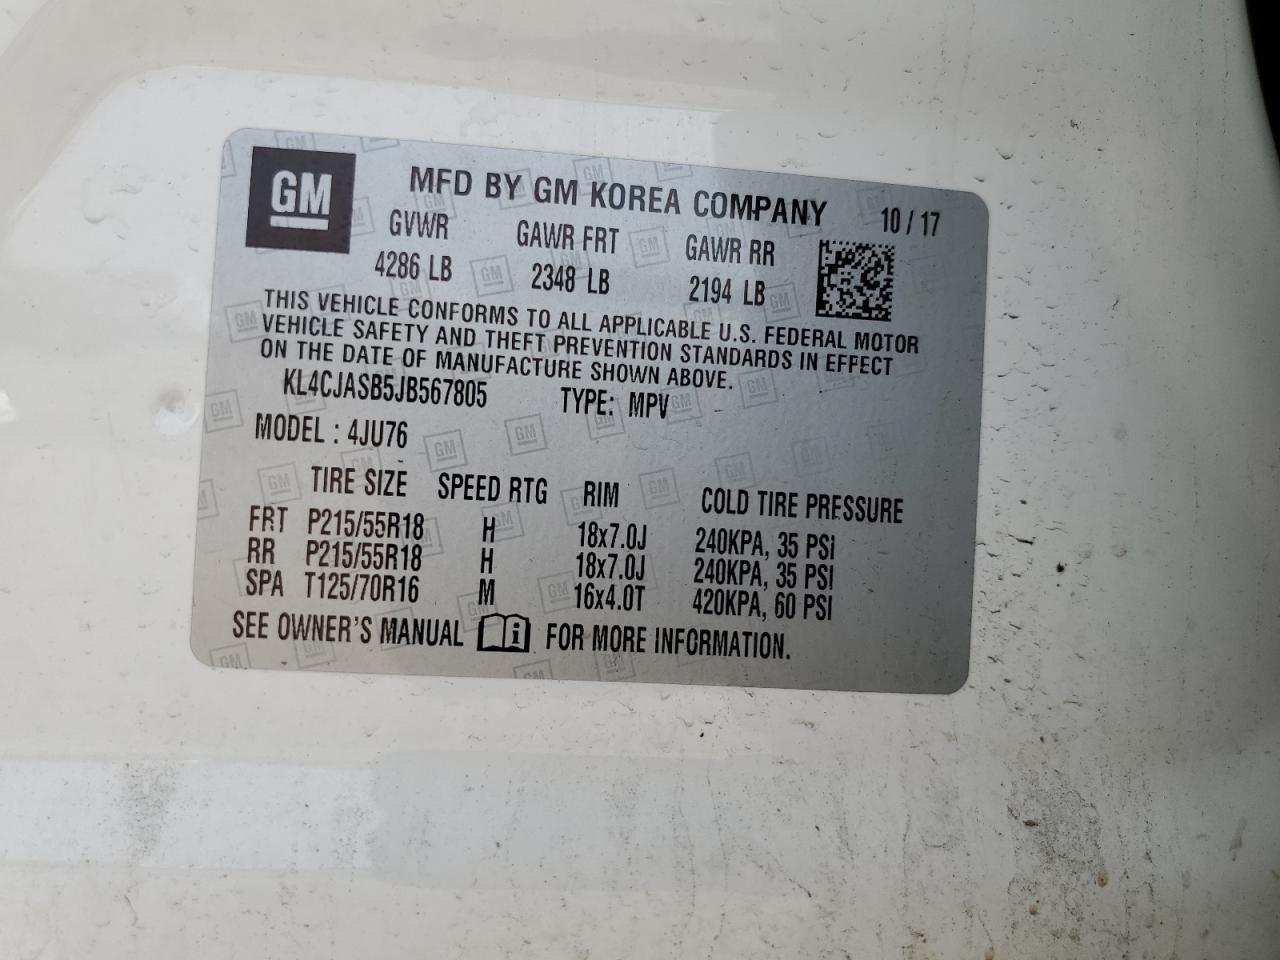 GM MFD BY GM KOREA COMPANY 10 / 17
GVWR GAWR FRT GAWR RR
4286 LB 2348 LB 2194 LB
THIS VEHICLE CONFORMS TO ALL APPLICABLE U.S. FEDERAL MOTOR
VEHICLE SAFETY AND THEFT PREVENTION STANDARDS IN EFFECT
ON THE DATE OF MANUFACTURE SHOWN ABOVE.
KL4CJASB5JB567805 TYPE: MPV
MODEL : 4JU76
TIRE SIZE SPEED RTG RIM COLD TIRE PRESSURE
FRT P215/55R18 H 18x7.0J 240KPA, 35 PSI
RR P215/55R18 H 18x7.0J 240KPA, 35 PSI
SPA T125/70R16 M 16x4.0T 420KPA, 60 PSI
SEE OWNER'S MANUAL i FOR MORE INFORMATION.